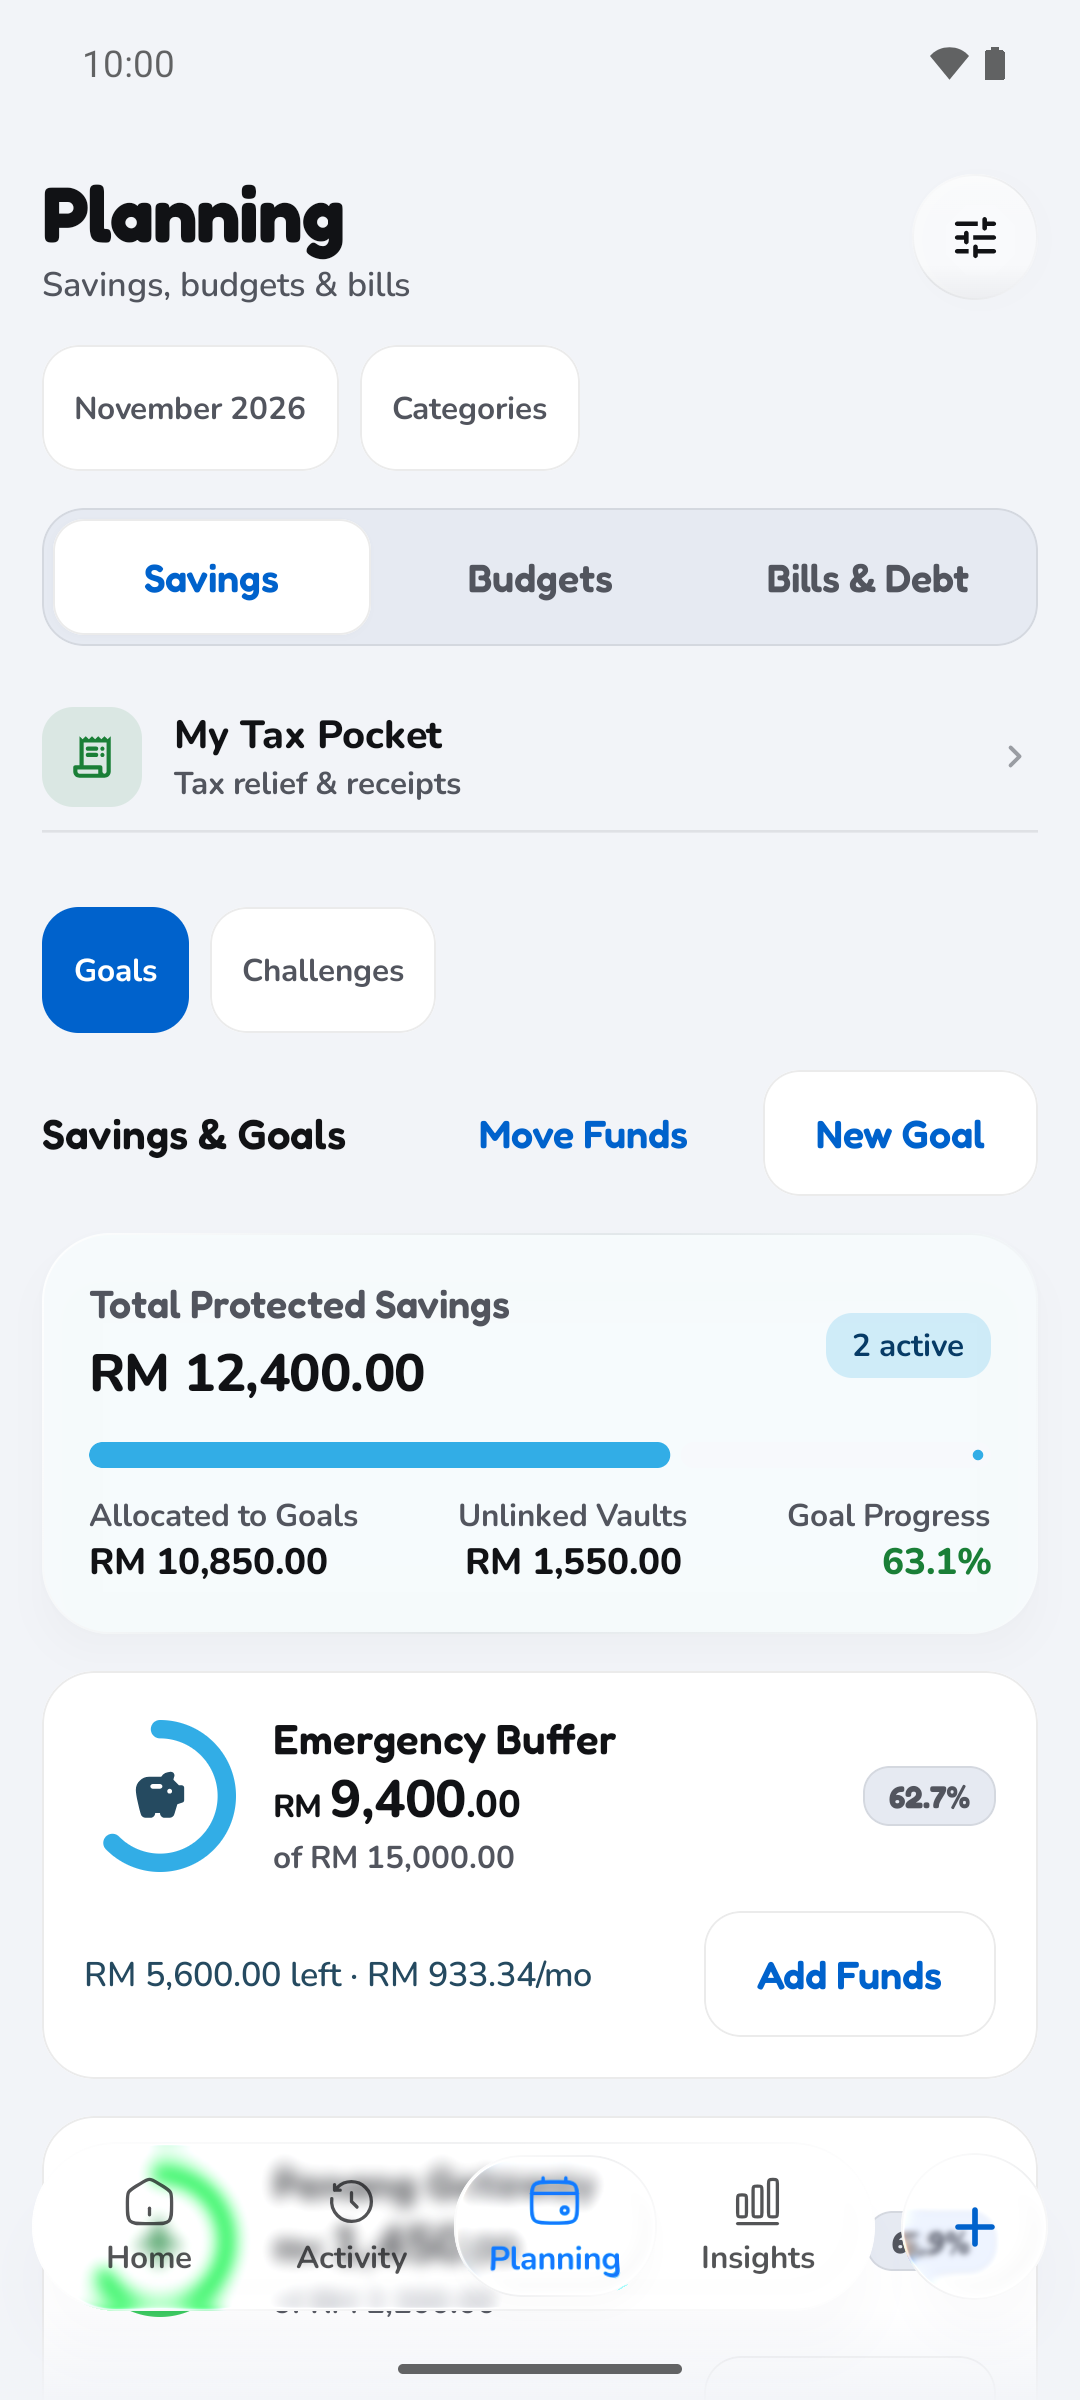 10:00
Planning
Savings, budgets & bills
November 2026
Categories
Savings
Budgets
Bills & Debt
My Tax Pocket
Tax relief & receipts
Goals
Challenges
Savings & Goals
Move Funds
New Goal
Total Protected Savings
RM 12,400.00
2 active
Allocated to Goals
Unlinked Vaults
Goal Progress
RM 10,850.00
RM 1,550.00
63.1%
Emergency Buffer
RM 9,400.00
62.7%
of RM 15,000.00
RM 5,600.00 left · RM 933.34/mo
Add Funds
Home
Activity
Planning
Insights